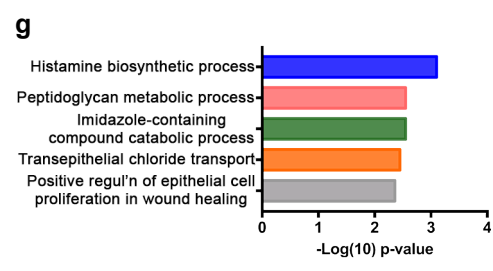 g
Histamine biosynthetic process
Peptidoglycan metabolic process
Imidazole-containing
compound catabolic process
Transepithelial chloride transport
Positive regul'n of epithelial cell
proliferation in wound healing
0 1 2 3 4
-Log(10) p-value